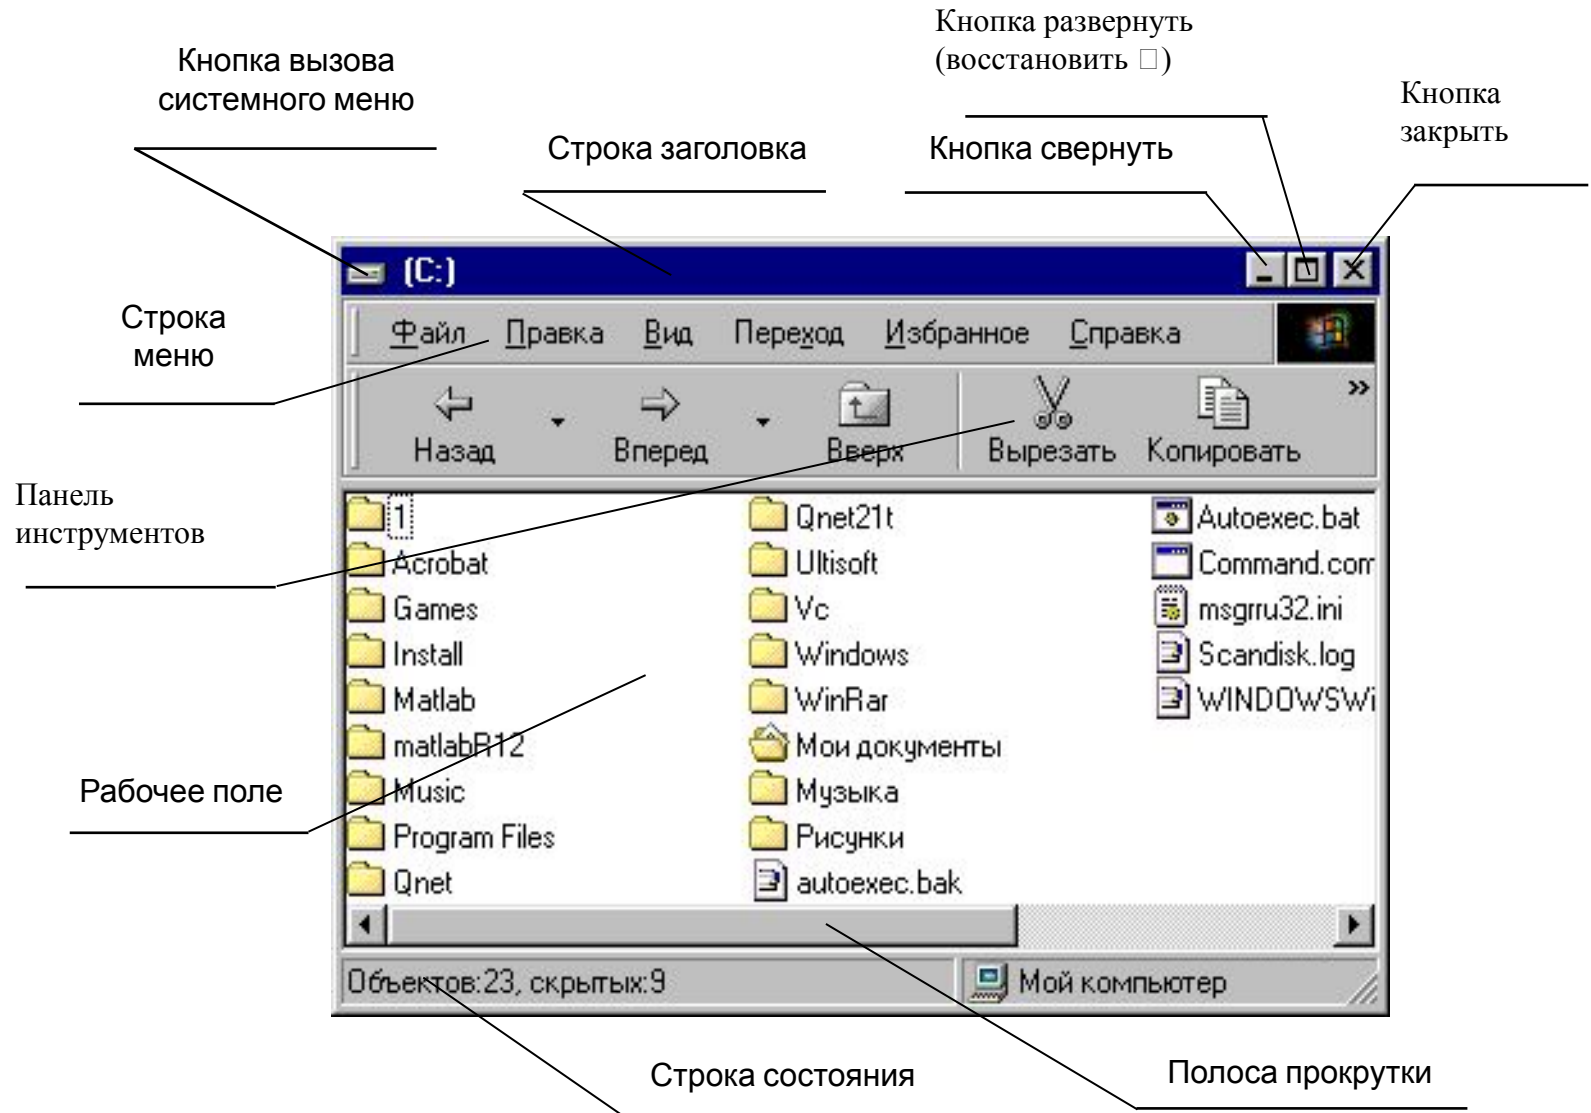 Кнопка развернуть
(восстановить □)
Кнопка вызова
системного меню
Кнопка
закрыть
Строка заголовка
Кнопка свернуть
(C:)
Строка
меню
Файл Правка Вид Переход Избранное Справка
Назад Вперед Вверх Вырезать Копировать »
Панель
инструментов
1 Qnet21t Autoexec.bat
Acrobat Ultisoft Command.com
Games Vc msgrru32.ini
Install Windows Scandisk.log
Matlab WinRar WINDOWSWi
matlabR12 Мои документы
Рабочее поле
Music Музыка
Program Files Рисунки
Qnet autoexec.bak
Объектов:23, скрытых:9 Мой компьютер
Строка состояния
Полоса прокрутки